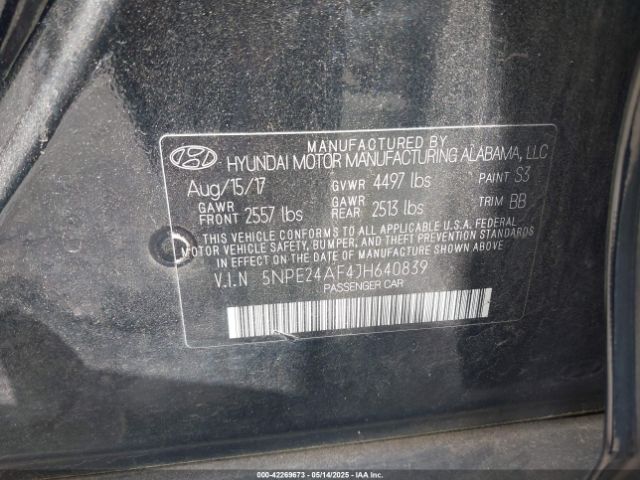 MANUFACTURED BY
HYUNDAI MOTOR MANUFACTURING ALABAMA, LLC
Aug/15/17 GVWR 4497 lbs PAINT S3
GAWR FRONT 2557 lbs GAWR REAR 2513 lbs TRIM BB
THIS VEHICLE CONFORMS TO ALL APPLICABLE U.S.A. FEDERAL
MOTOR VEHICLE SAFETY, BUMPER, AND THEFT PREVENTION
STANDARDS IN EFFECT ON THE DATE OF MANUFACTURE SHOWN ABOVE.
V.I.N 5NPE24AF4JH640839
PASSENGER CAR
000-42269673 - 05/14/2025 - IAAI.COM